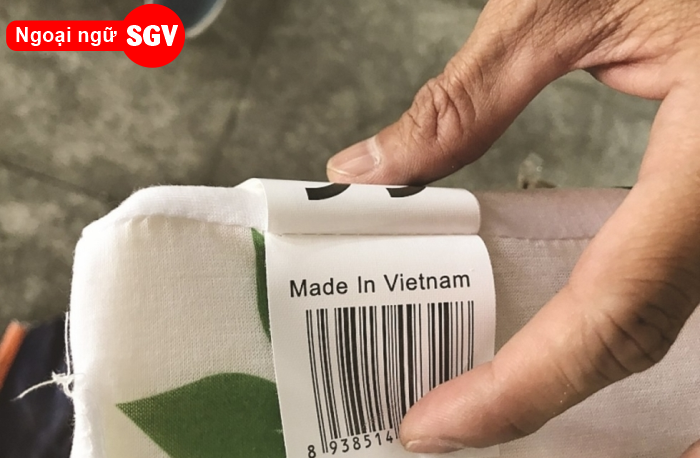 Ngoại ngữ SGV
Made In Vietnam
8 938514